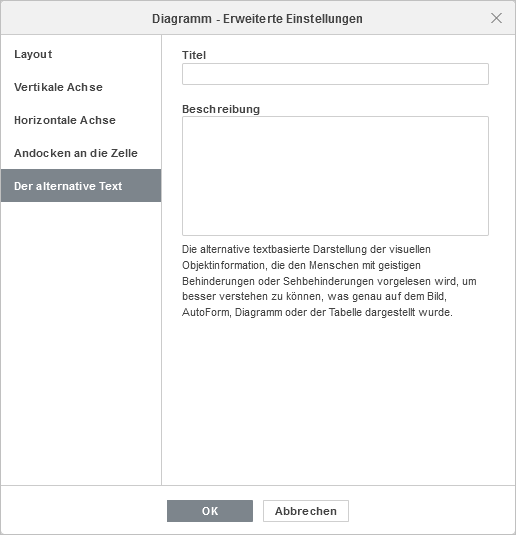 Diagramm - Erweiterte Einstellungen
Layout
Vertikale Achse
Horizontale Achse
Andocken an die Zelle
Der alternative Text
Titel
Beschreibung
Die alternative textbasierte Darstellung der visuellen
Objektinformation, die den Menschen mit geistigen
Behinderungen oder Sehbehinderungen vorgelesen wird, um
besser verstehen zu können, was genau auf dem Bild,
AutoForm, Diagramm oder der Tabelle dargestellt wurde.
OK
Abbrechen